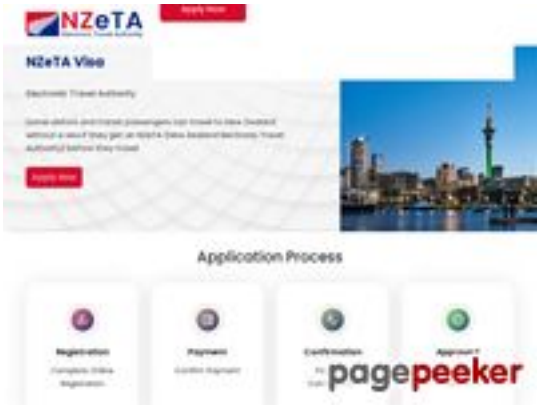 NZeTA
Electronic Travel Authority
Apply Now
NZeTA Visa
Electronic Travel Authority
Some visitors and transit passengers can travel to New Zealand
without a visa if they get an NZeTA (New Zealand Electronic Travel
Authority) before they travel.
Apply Now
Application Process
Registration
Payment
Confirmation
Complete Online
Registration
Confirm Payment
pagepeeker